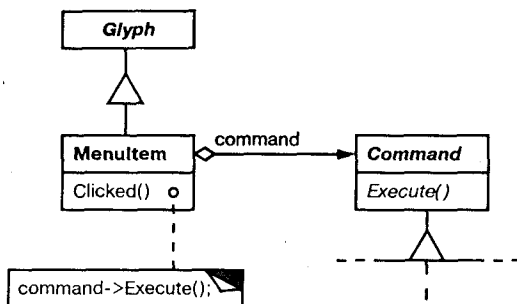 Glyph
command
MenuItem
Command
Clicked()
Execute()
command->Execute();